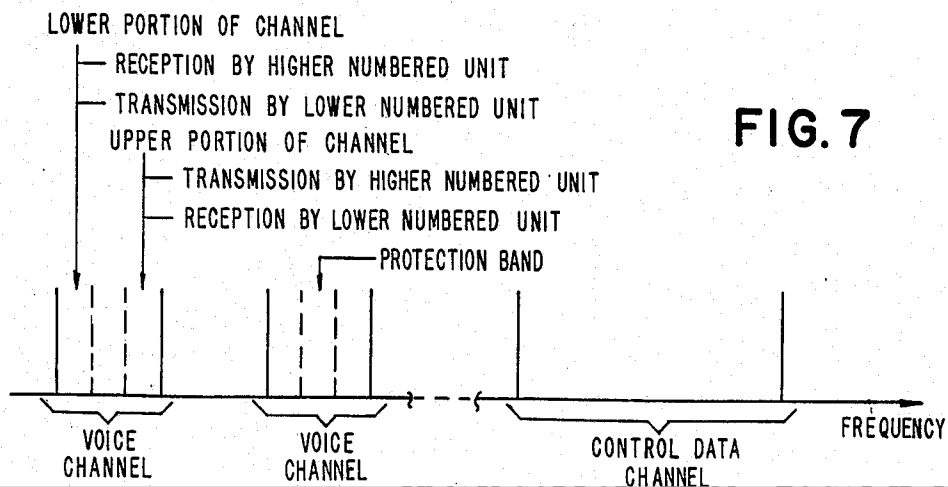 LOWER PORTION OF CHANNEL
RECEPTION BY HIGHER NUMBERED UNIT
TRANSMISSION BY LOWER NUMBERED UNIT
UPPER PORTION OF CHANNEL
TRANSMISSION BY HIGHER NUMBERED UNIT
RECEPTION BY LOWER NUMBERED UNIT
PROTECTION BAND
FIG. 7
VOICE
CHANNEL
VOICE
CHANNEL
CONTROL DATA
CHANNEL
FREQUENCY